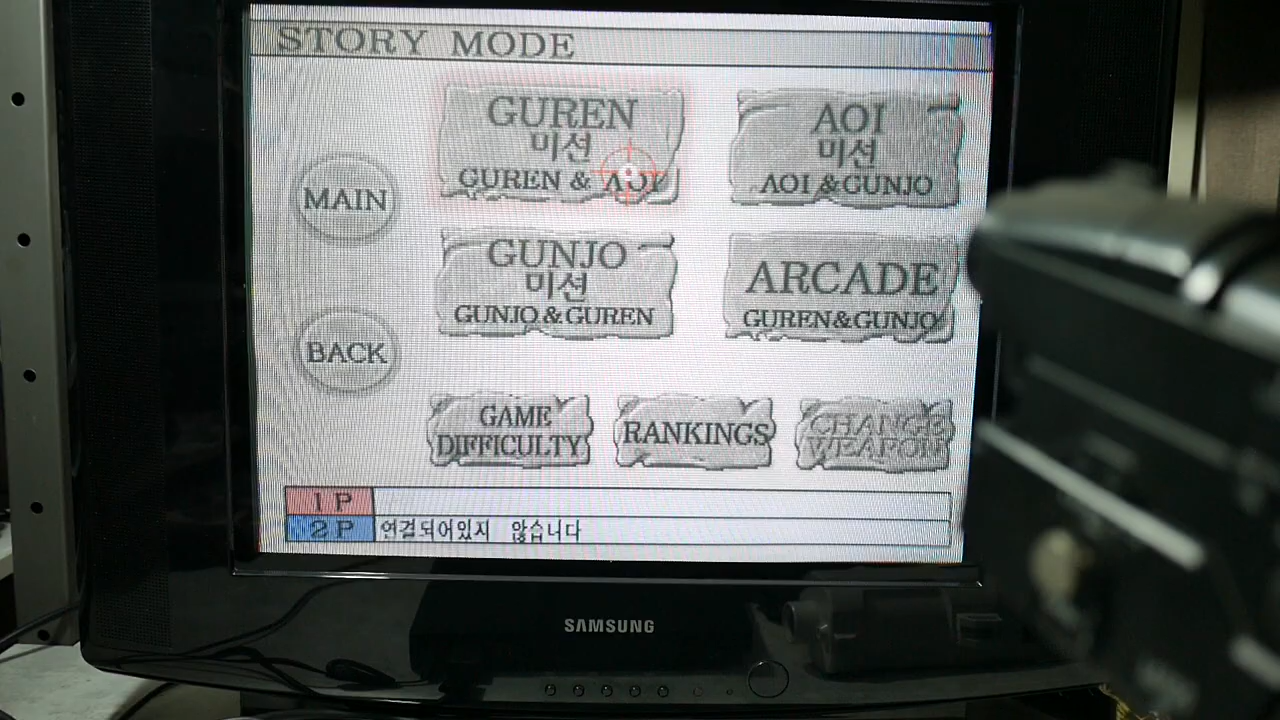 STORY MODE
GUREN
미션
GUREN & AOI
AOI
미션
AOI &GUNJO
MAIN
GUNJO
미션
GUNJO&GUREN
ARCADE
GUREN&GUNJO
BACK
GAME
DIFFICULTY
RANKINGS
CHANGE
WEAPON
1P
2P 연결되어있지 않습니다
SAMSUNG